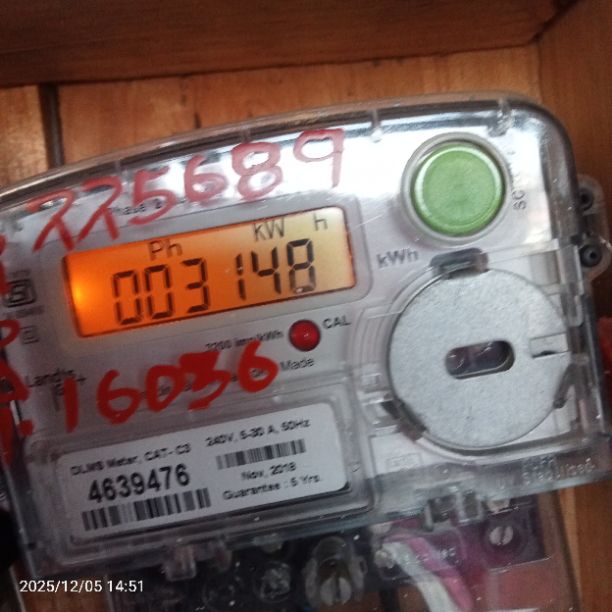 225689
kW h
Ph
003148
kWh
CAL
16036
Made
DLMS Meter, CAT- C3
240V, 5-30 A, 50Hz
4639476
Nov, 2018
Guarantee : 5 Yrs.
2025/12/05 14:51